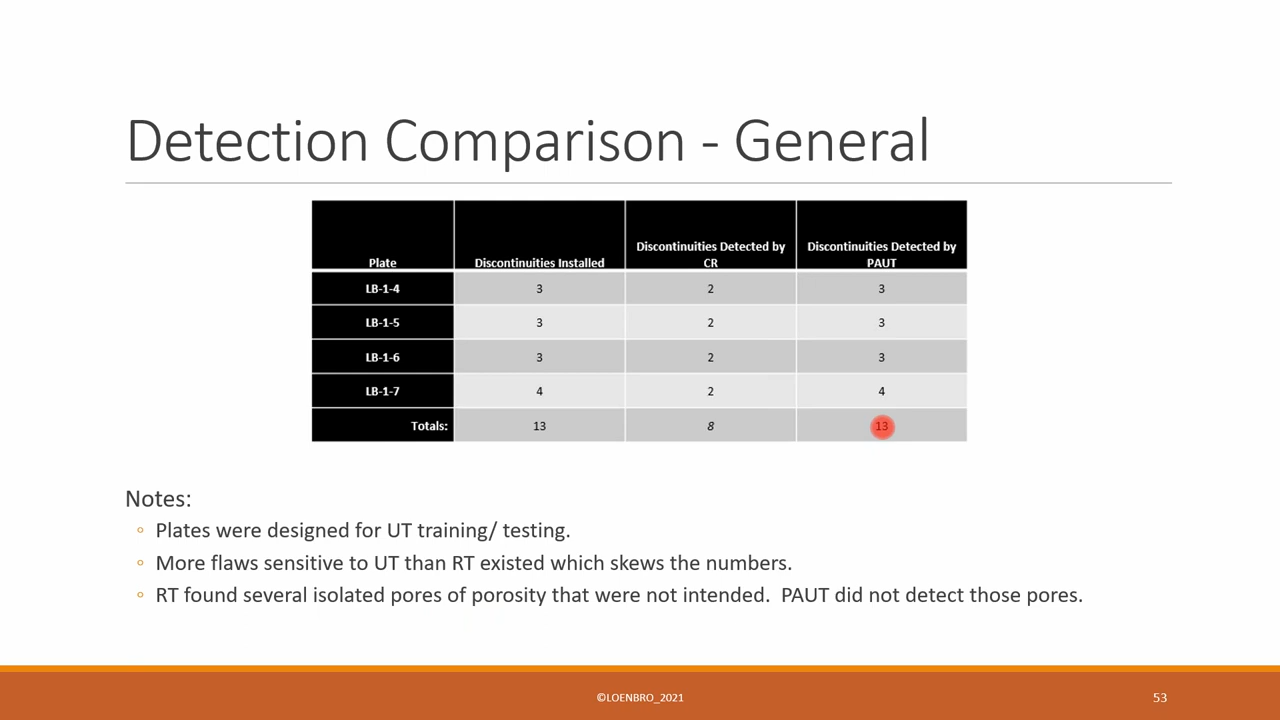 Detection Comparison - General
Plate Discontinuities Installed Discontinuities Detected by CR Discontinuities Detected by PAUT
LB-1-4 3 2 3
LB-1-5 3 2 3
LB-1-6 3 2 3
LB-1-7 4 2 4
Totals: 13 8 13
Notes:
◦ Plates were designed for UT training/ testing.
◦ More flaws sensitive to UT than RT existed which skews the numbers.
◦ RT found several isolated pores of porosity that were not intended.  PAUT did not detect those pores.
©LOENBRO_2021 53